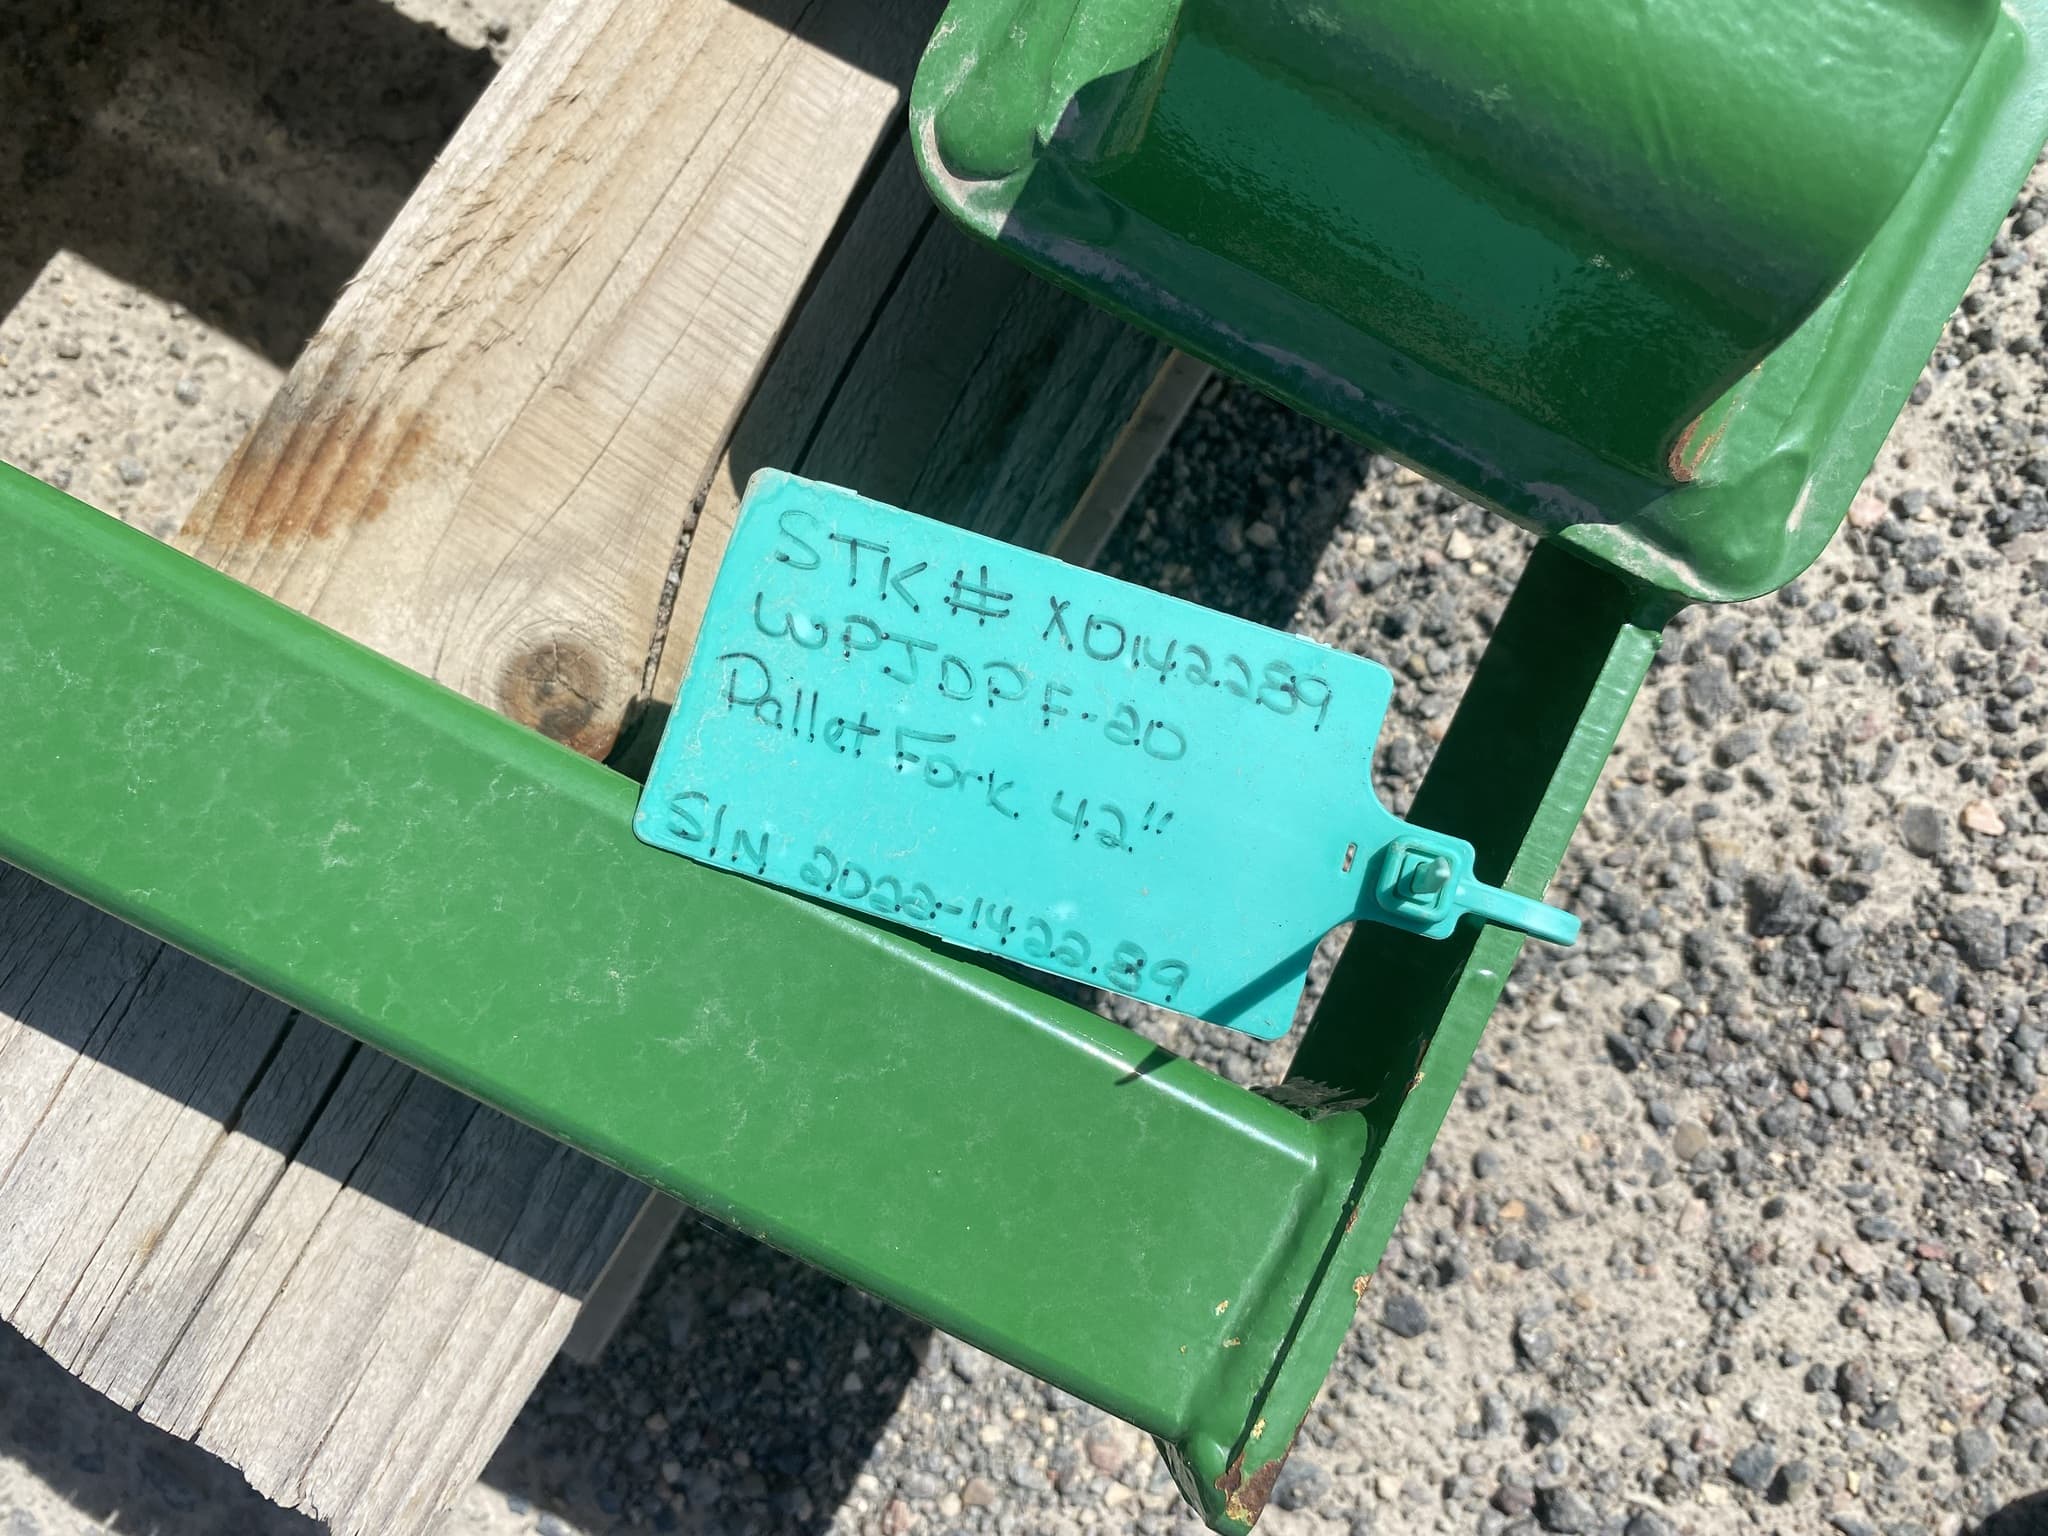 STK # X0142289
WPJDPF-20
Pallet Fork 42"
S/N 2022-142289